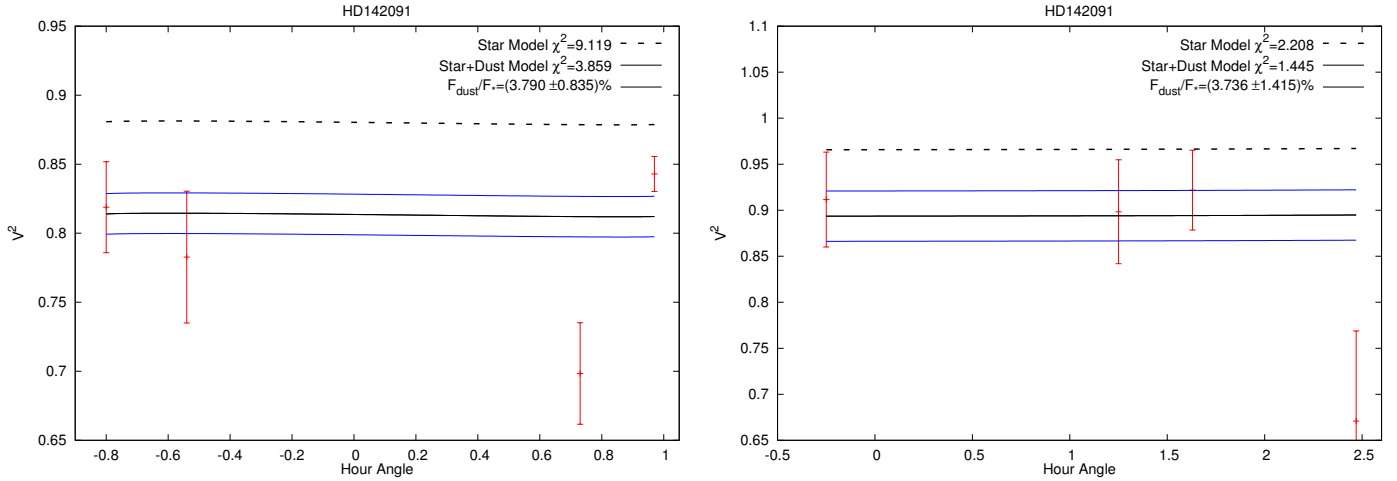 HD142091
0.95
0.9
0.85
0.8
0.75
0.7
0.65
V²
Star Model χ²=9.119
Star+Dust Model χ²=3.859
F_dust/F_*=(3.790 ±0.835)%
-0.8 -0.6 -0.4 -0.2 0 0.2 0.4 0.6 0.8 1
Hour Angle
HD142091
1.1
1.05
1
0.95
0.9
0.85
0.8
0.75
0.7
0.65
V²
Star Model χ²=2.208
Star+Dust Model χ²=1.445
F_dust/F_*=(3.736 ±1.415)%
-0.5 0 0.5 1 1.5 2 2.5
Hour Angle